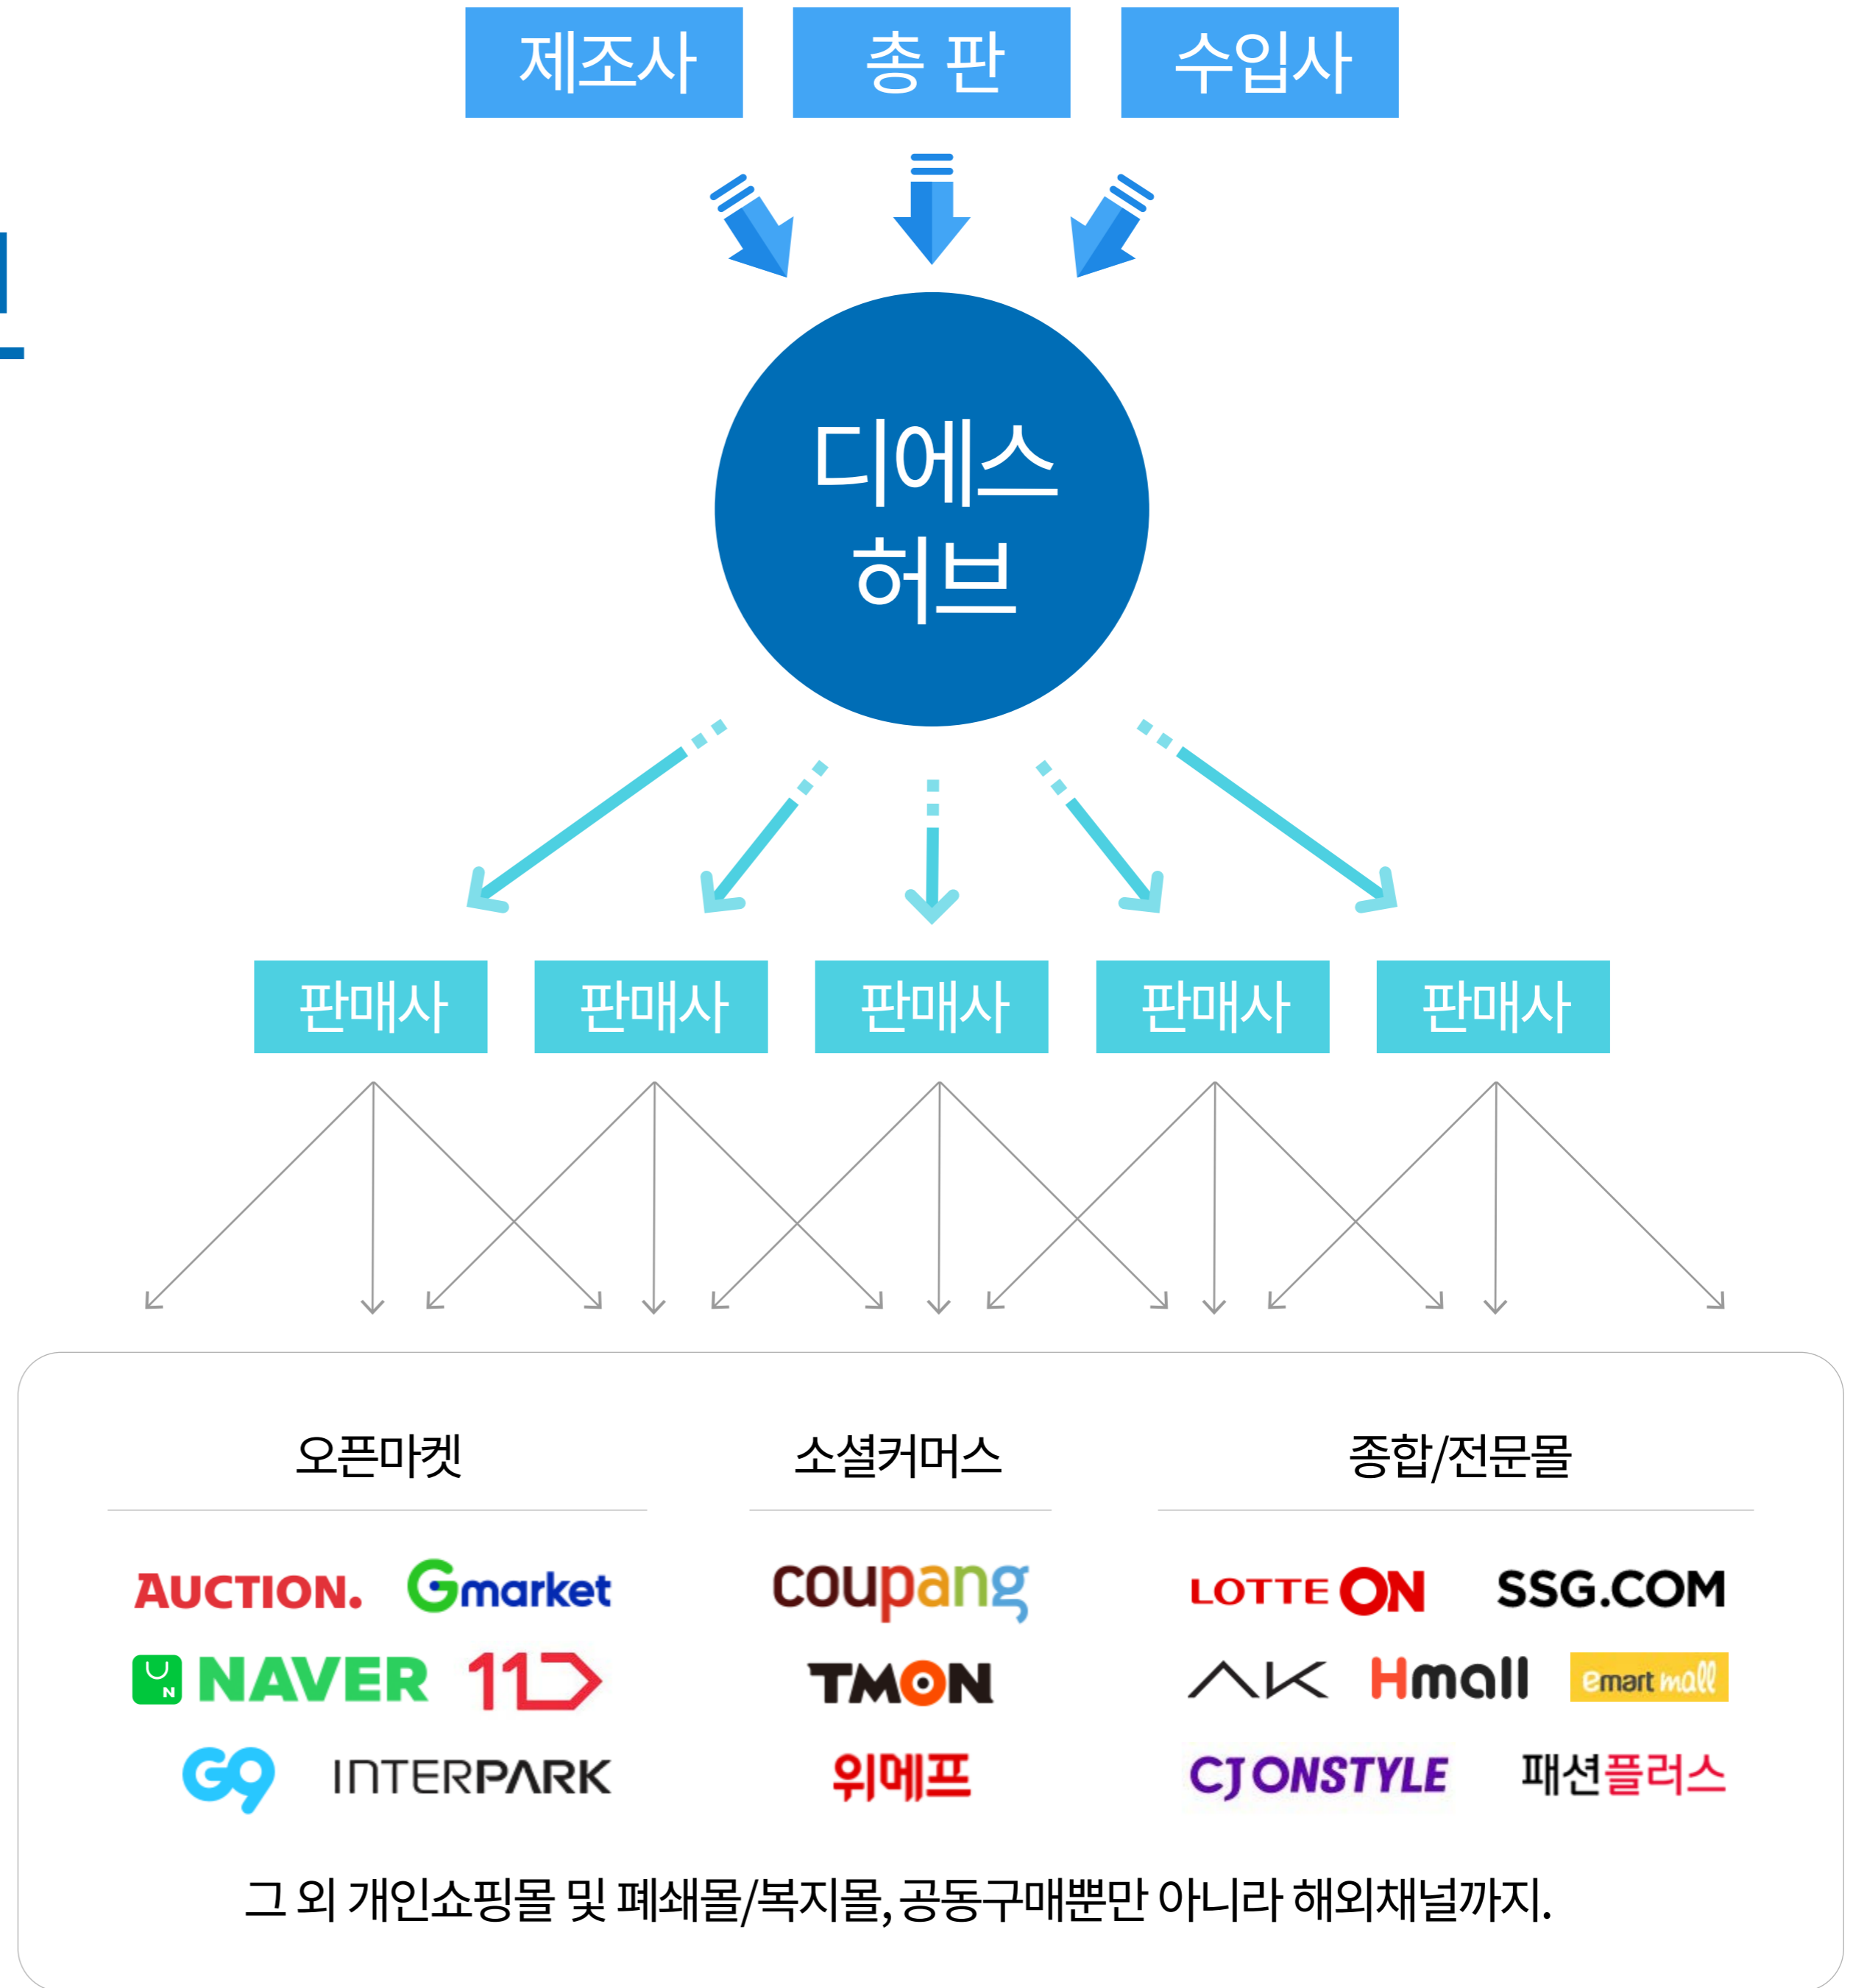 제조사 총 판 수입사
디에스
허브
판매사 판매사 판매사 판매사 판매사
오픈마켓 소셜커머스 종합/전문몰
AUCTION. Gmarket coupang LOTTE ON SSG.COM
N NAVER 11 TMON AK Hmall emart mall
G9 INTERPARK 위메프 CJ ONSTYLE 패션플러스
그 외 개인쇼핑몰 및 폐쇄몰/복지몰, 공동구매뿐만 아니라 해외채널까지.